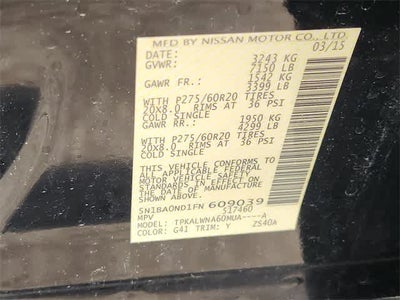 MFD BY NISSAN MOTOR CO., LTD.
DATE: 03/15
GVWR: 3243 KG
7150 LB
GAWR FR.: 1542 KG
3399 LB
WITH P275/60R20 TIRES
20X8.0 RIMS AT 36 PSI
COLD SINGLE
GAWR RR.: 1950 KG
4299 LB
WITH P275/60R20 TIRES
20X8.0 RIMS AT 36 PSI
COLD SINGLE
THIS VEHICLE CONFORMS TO ALL
APPLICABLE U.S. FEDERAL MOTOR
VEHICLE SAFETY
STANDARDS IN EFFECT
ON THE DATE OF MANUFACTURE
SHOWN ABOVE.
5N1BA0ND1FN 609039
MPV S17460
TPKALWNA60MUA----A
COLOR: G41 TRIM: Y ZS40A